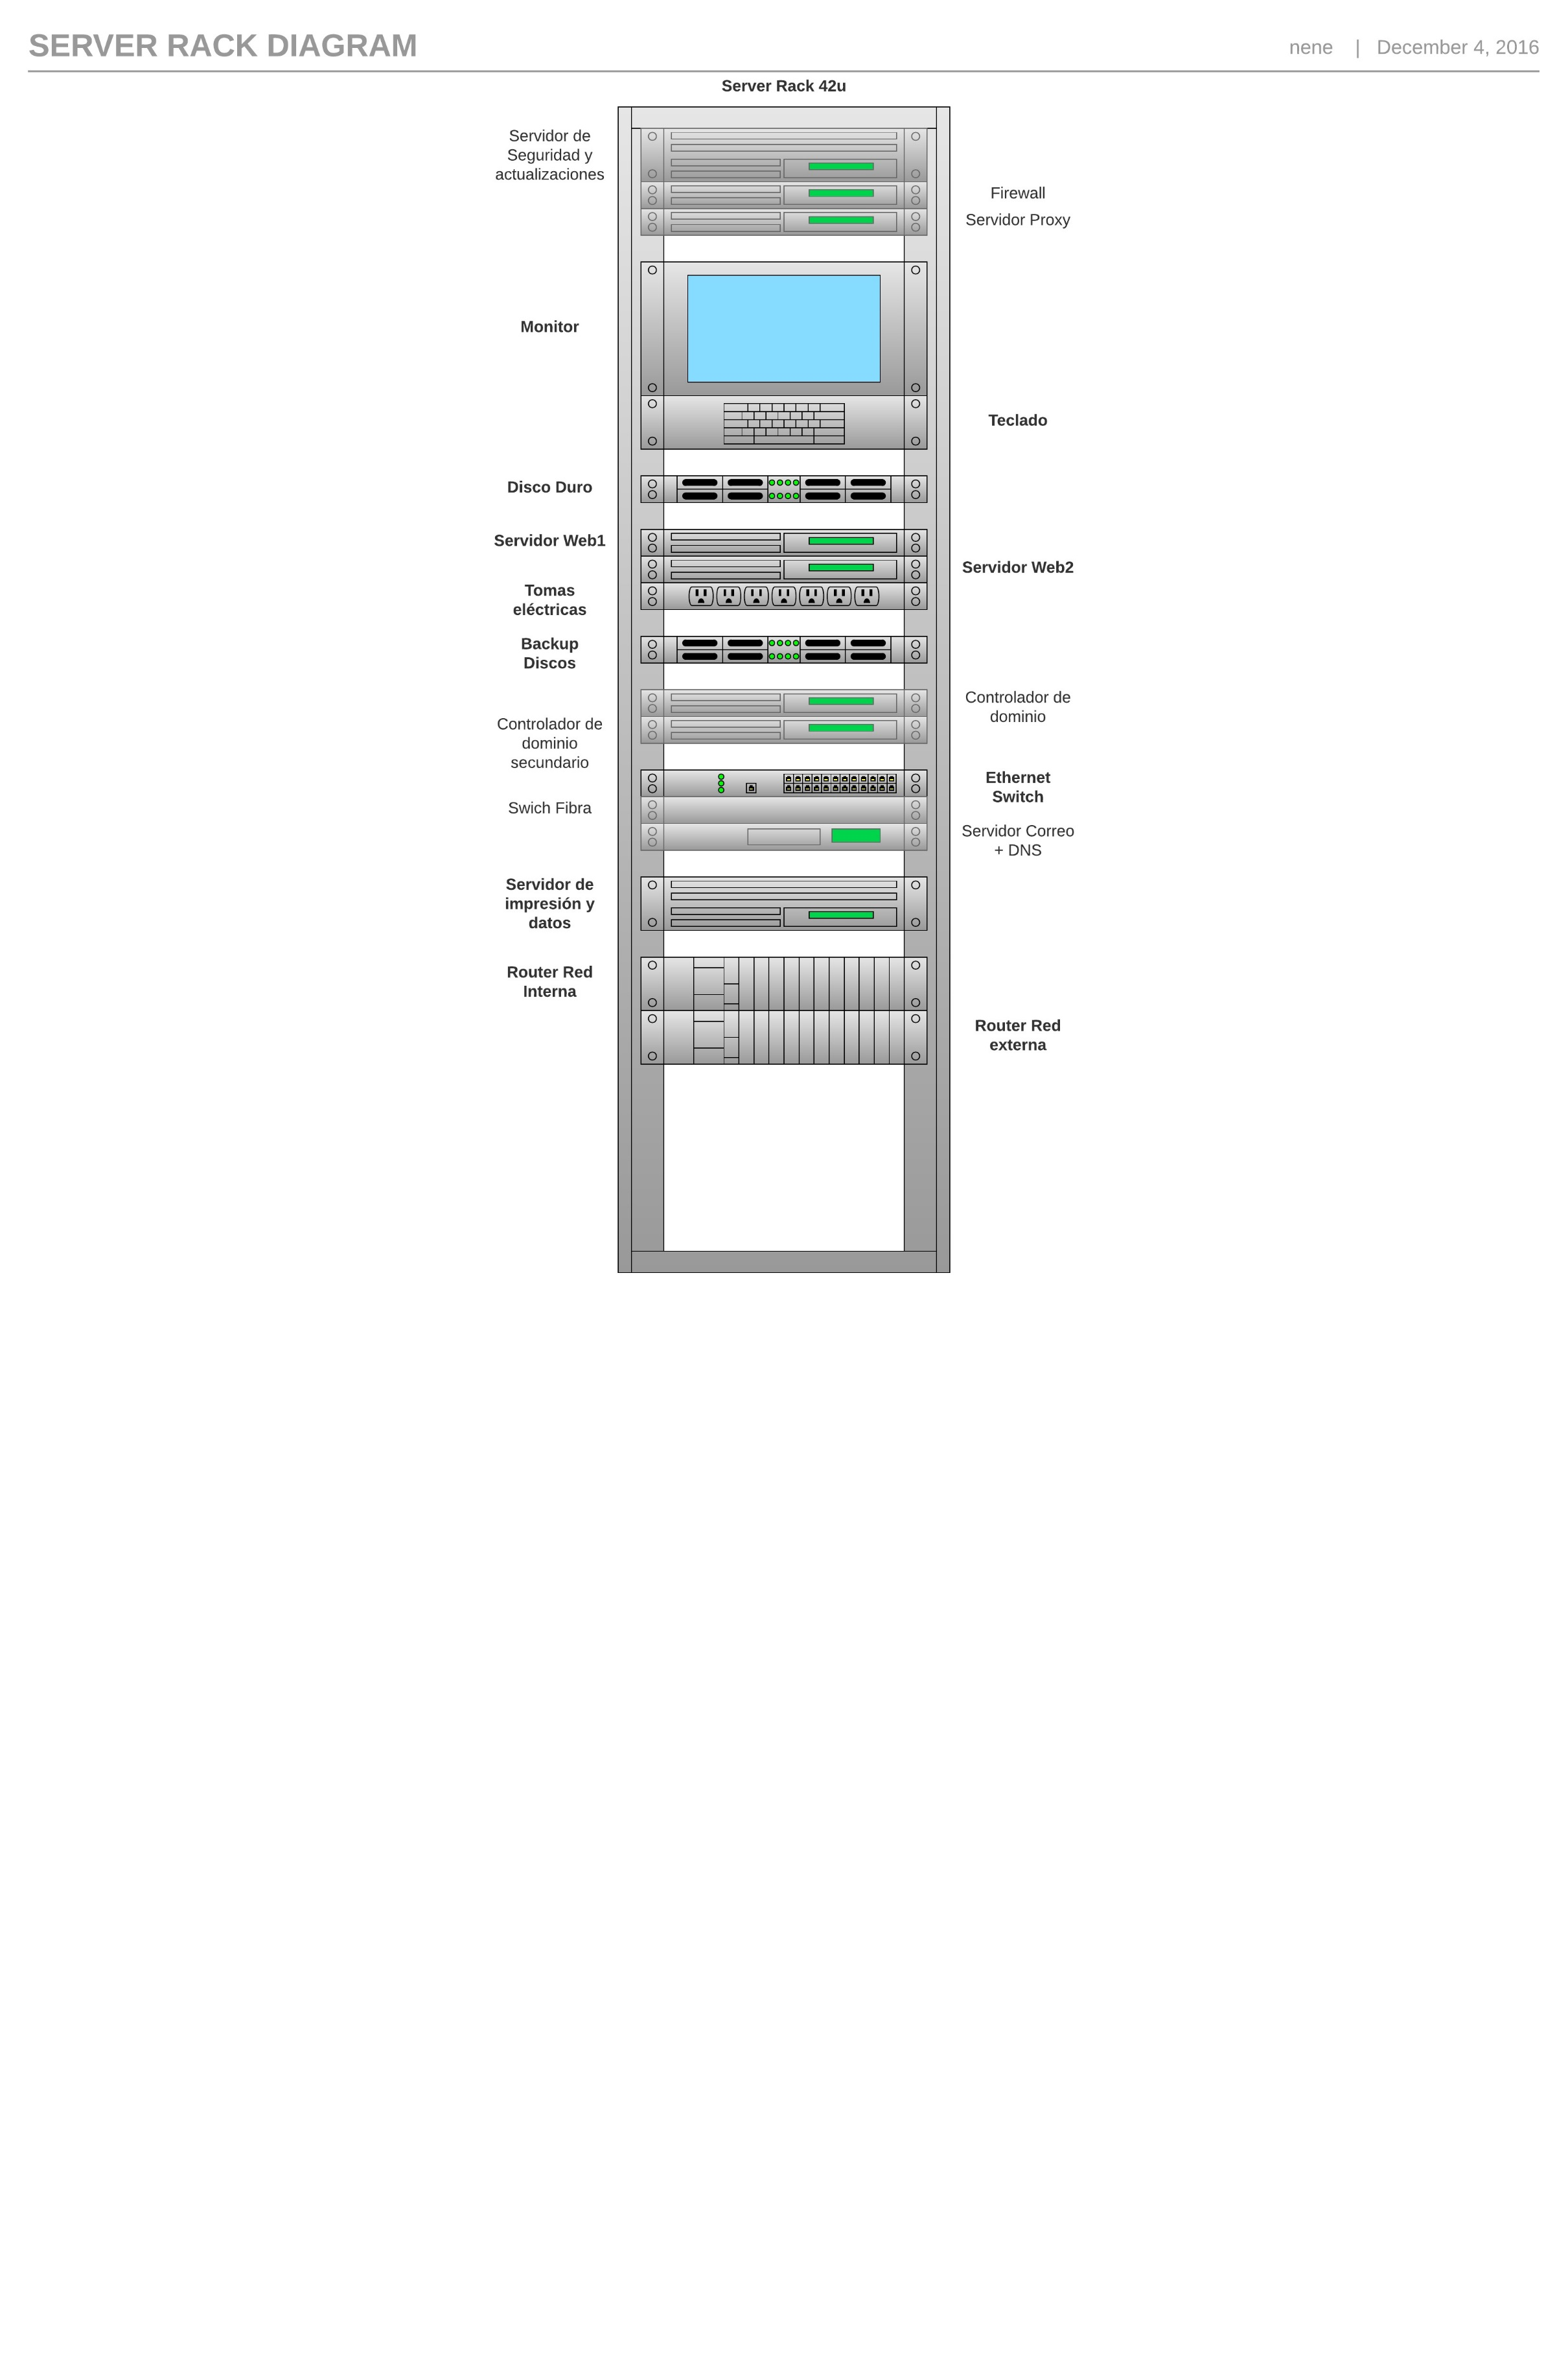 SERVER RACK DIAGRAM
nene | December 4, 2016
Server Rack 42u
Servidor de
Seguridad y
actualizaciones
Firewall
Servidor Proxy
Monitor
Teclado
Disco Duro
Servidor Web1
Servidor Web2
Tomas
eléctricas
Backup
Discos
Controlador de
dominio
Controlador de
dominio
secundario
Ethernet
Switch
Swich Fibra
Servidor Correo
+ DNS
Servidor de
impresión y
datos
Router Red
Interna
Router Red
externa